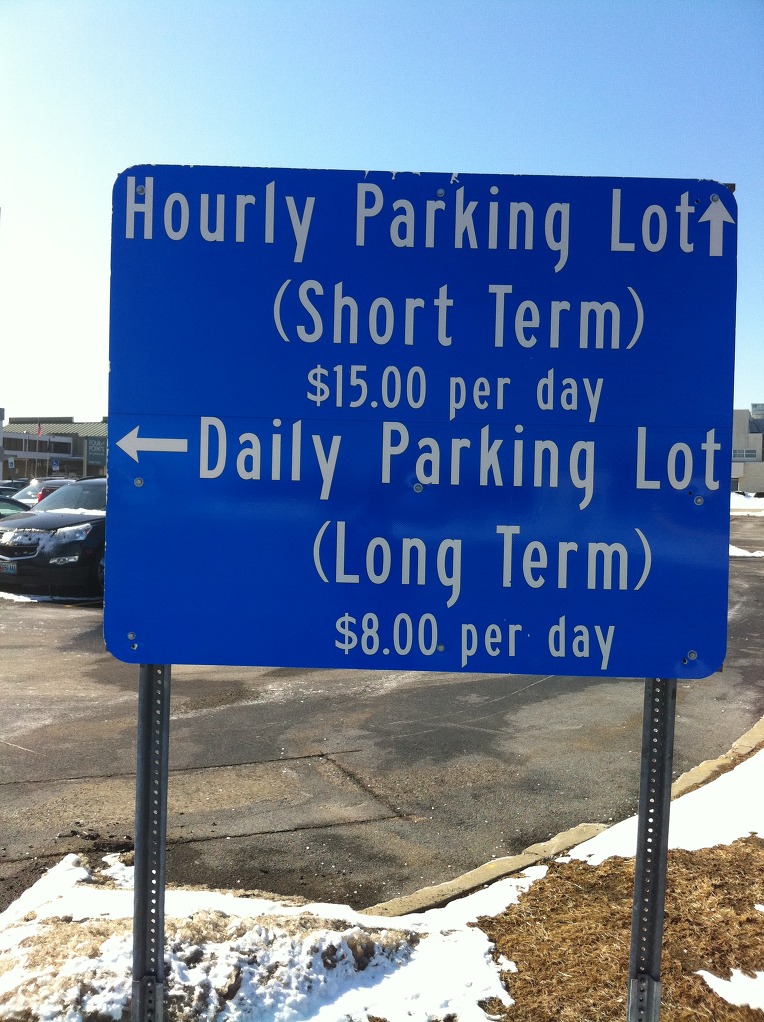 Hourly Parking Lot ↑
(Short Term)
$15.00 per day
← Daily Parking Lot
(Long Term)
$8.00 per day